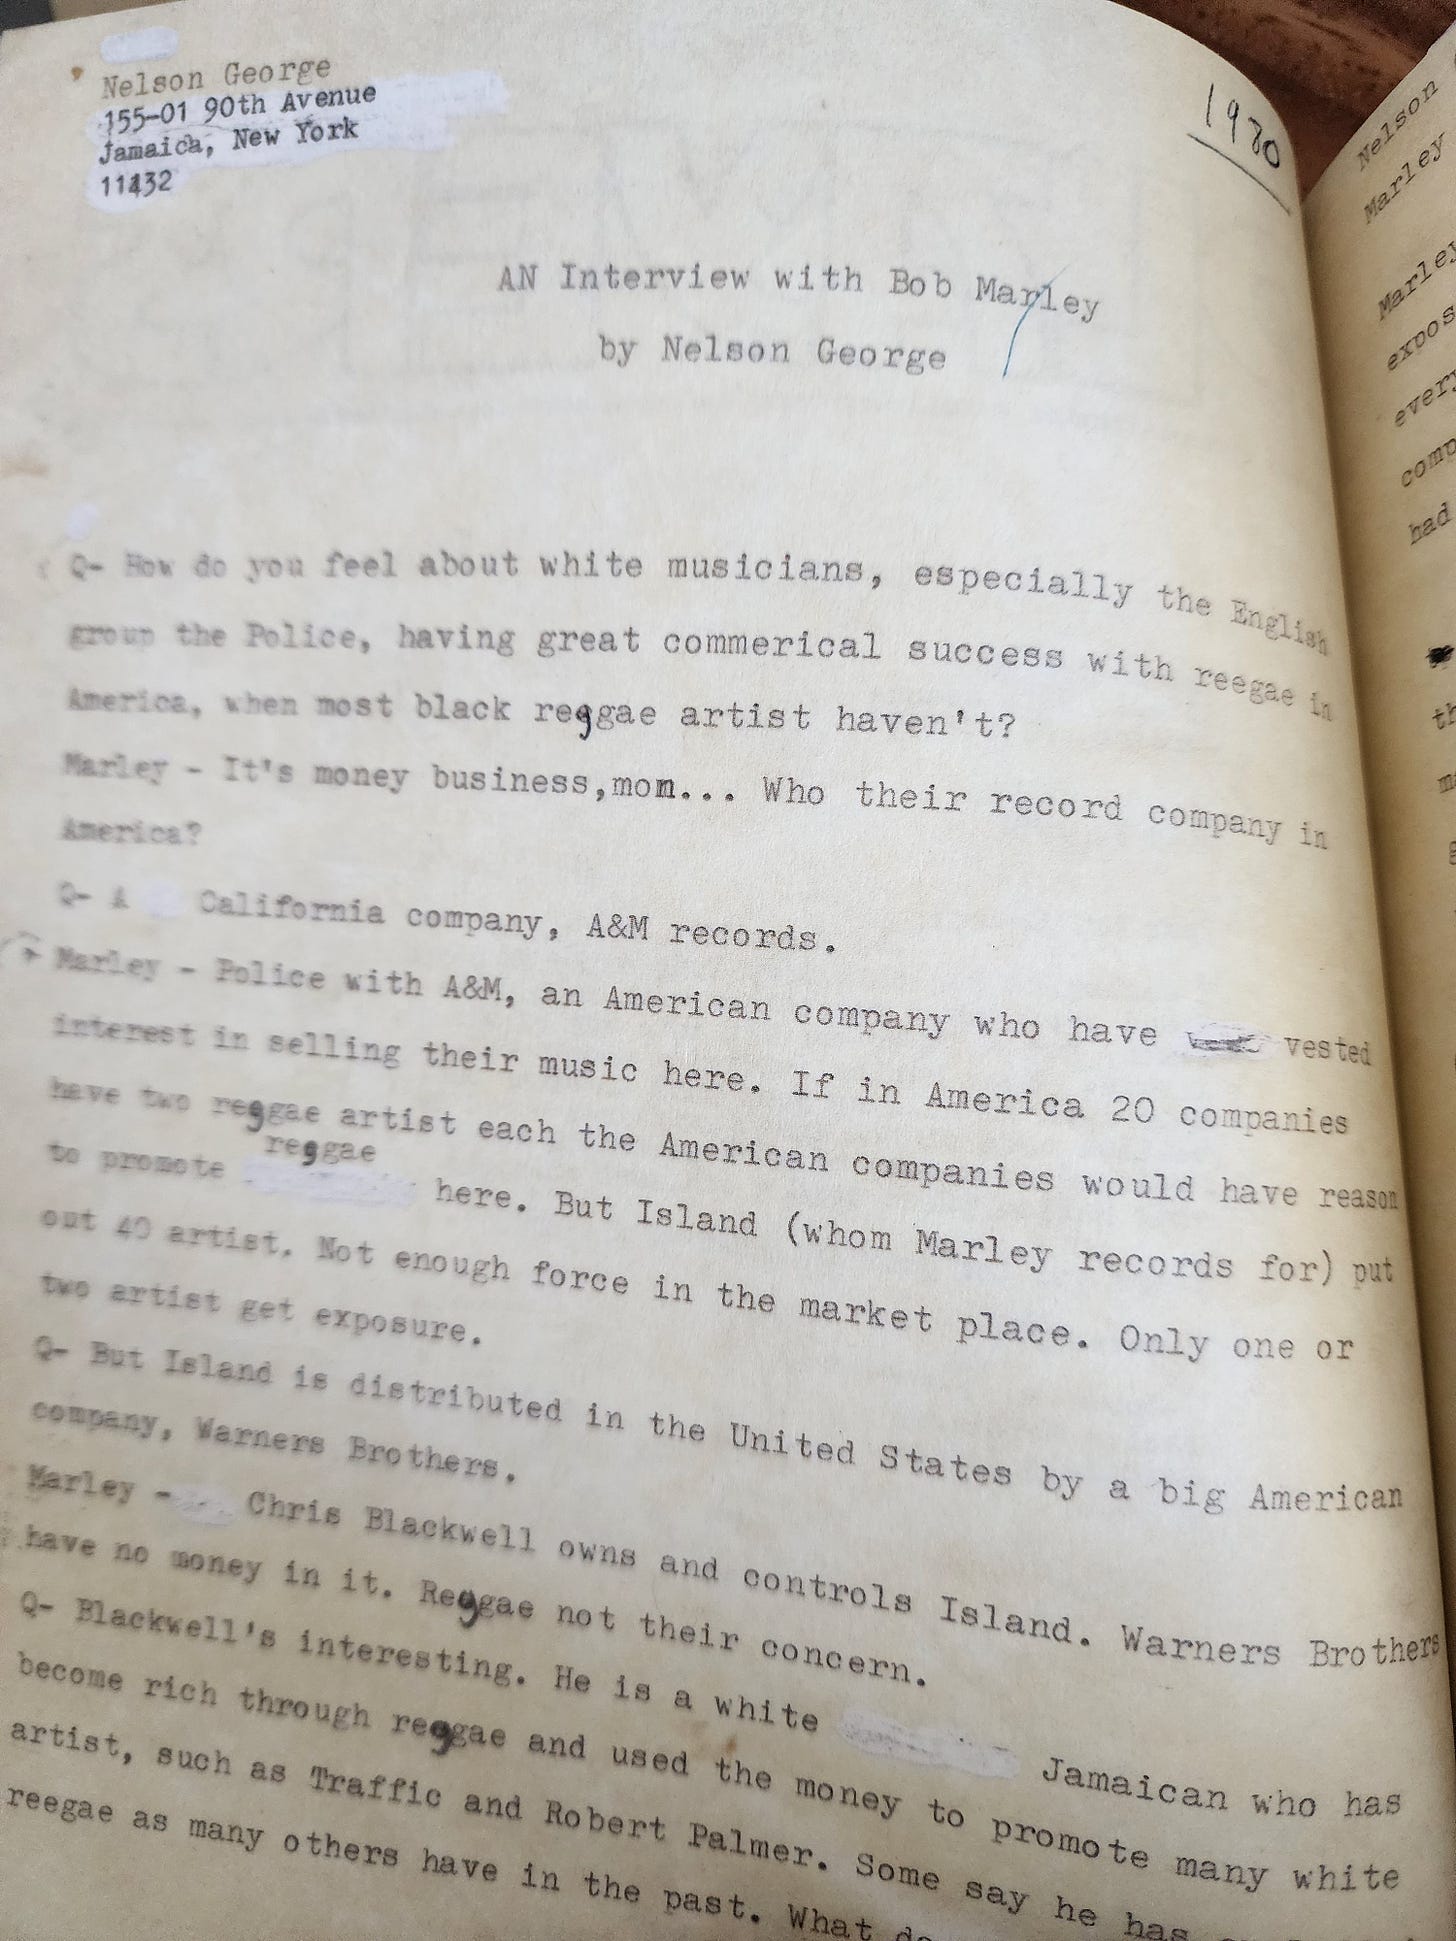 Nelson George
155-01 90th Avenue
Jamaica, New York
11432
1980
AN Interview with Bob Marley
by Nelson George
Q- How do you feel about white musicians, especially the English
group the Police, having great commerical success with reegae in
America, when most black reggae artist haven't?
Marley - It's money business,mon... Who their record company in
America?
Q- A California company, A&M records.
Marley - Police with A&M, an American company who have vested
interest in selling their music here. If in America 20 companies
have two reggae artist each the American companies would have reason
to promote reggae here. But Island (whom Marley records for) put
out 40 artist. Not enough force in the market place. Only one or
two artist get exposure.
Q- But Island is distributed in the United States by a big American
company, Warners Brothers.
Marley - Chris Blackwell owns and controls Island. Warners Brothers
have no money in it. Reggae not their concern.
Q- Blackwell's interesting. He is a white Jamaican who has
become rich through reggae and used the money to promote many white
artist, such as Traffic and Robert Palmer. Some say he has
reegae as many others have in the past. What
Nelson
Marley
Marley
expos
every
comp
had
th